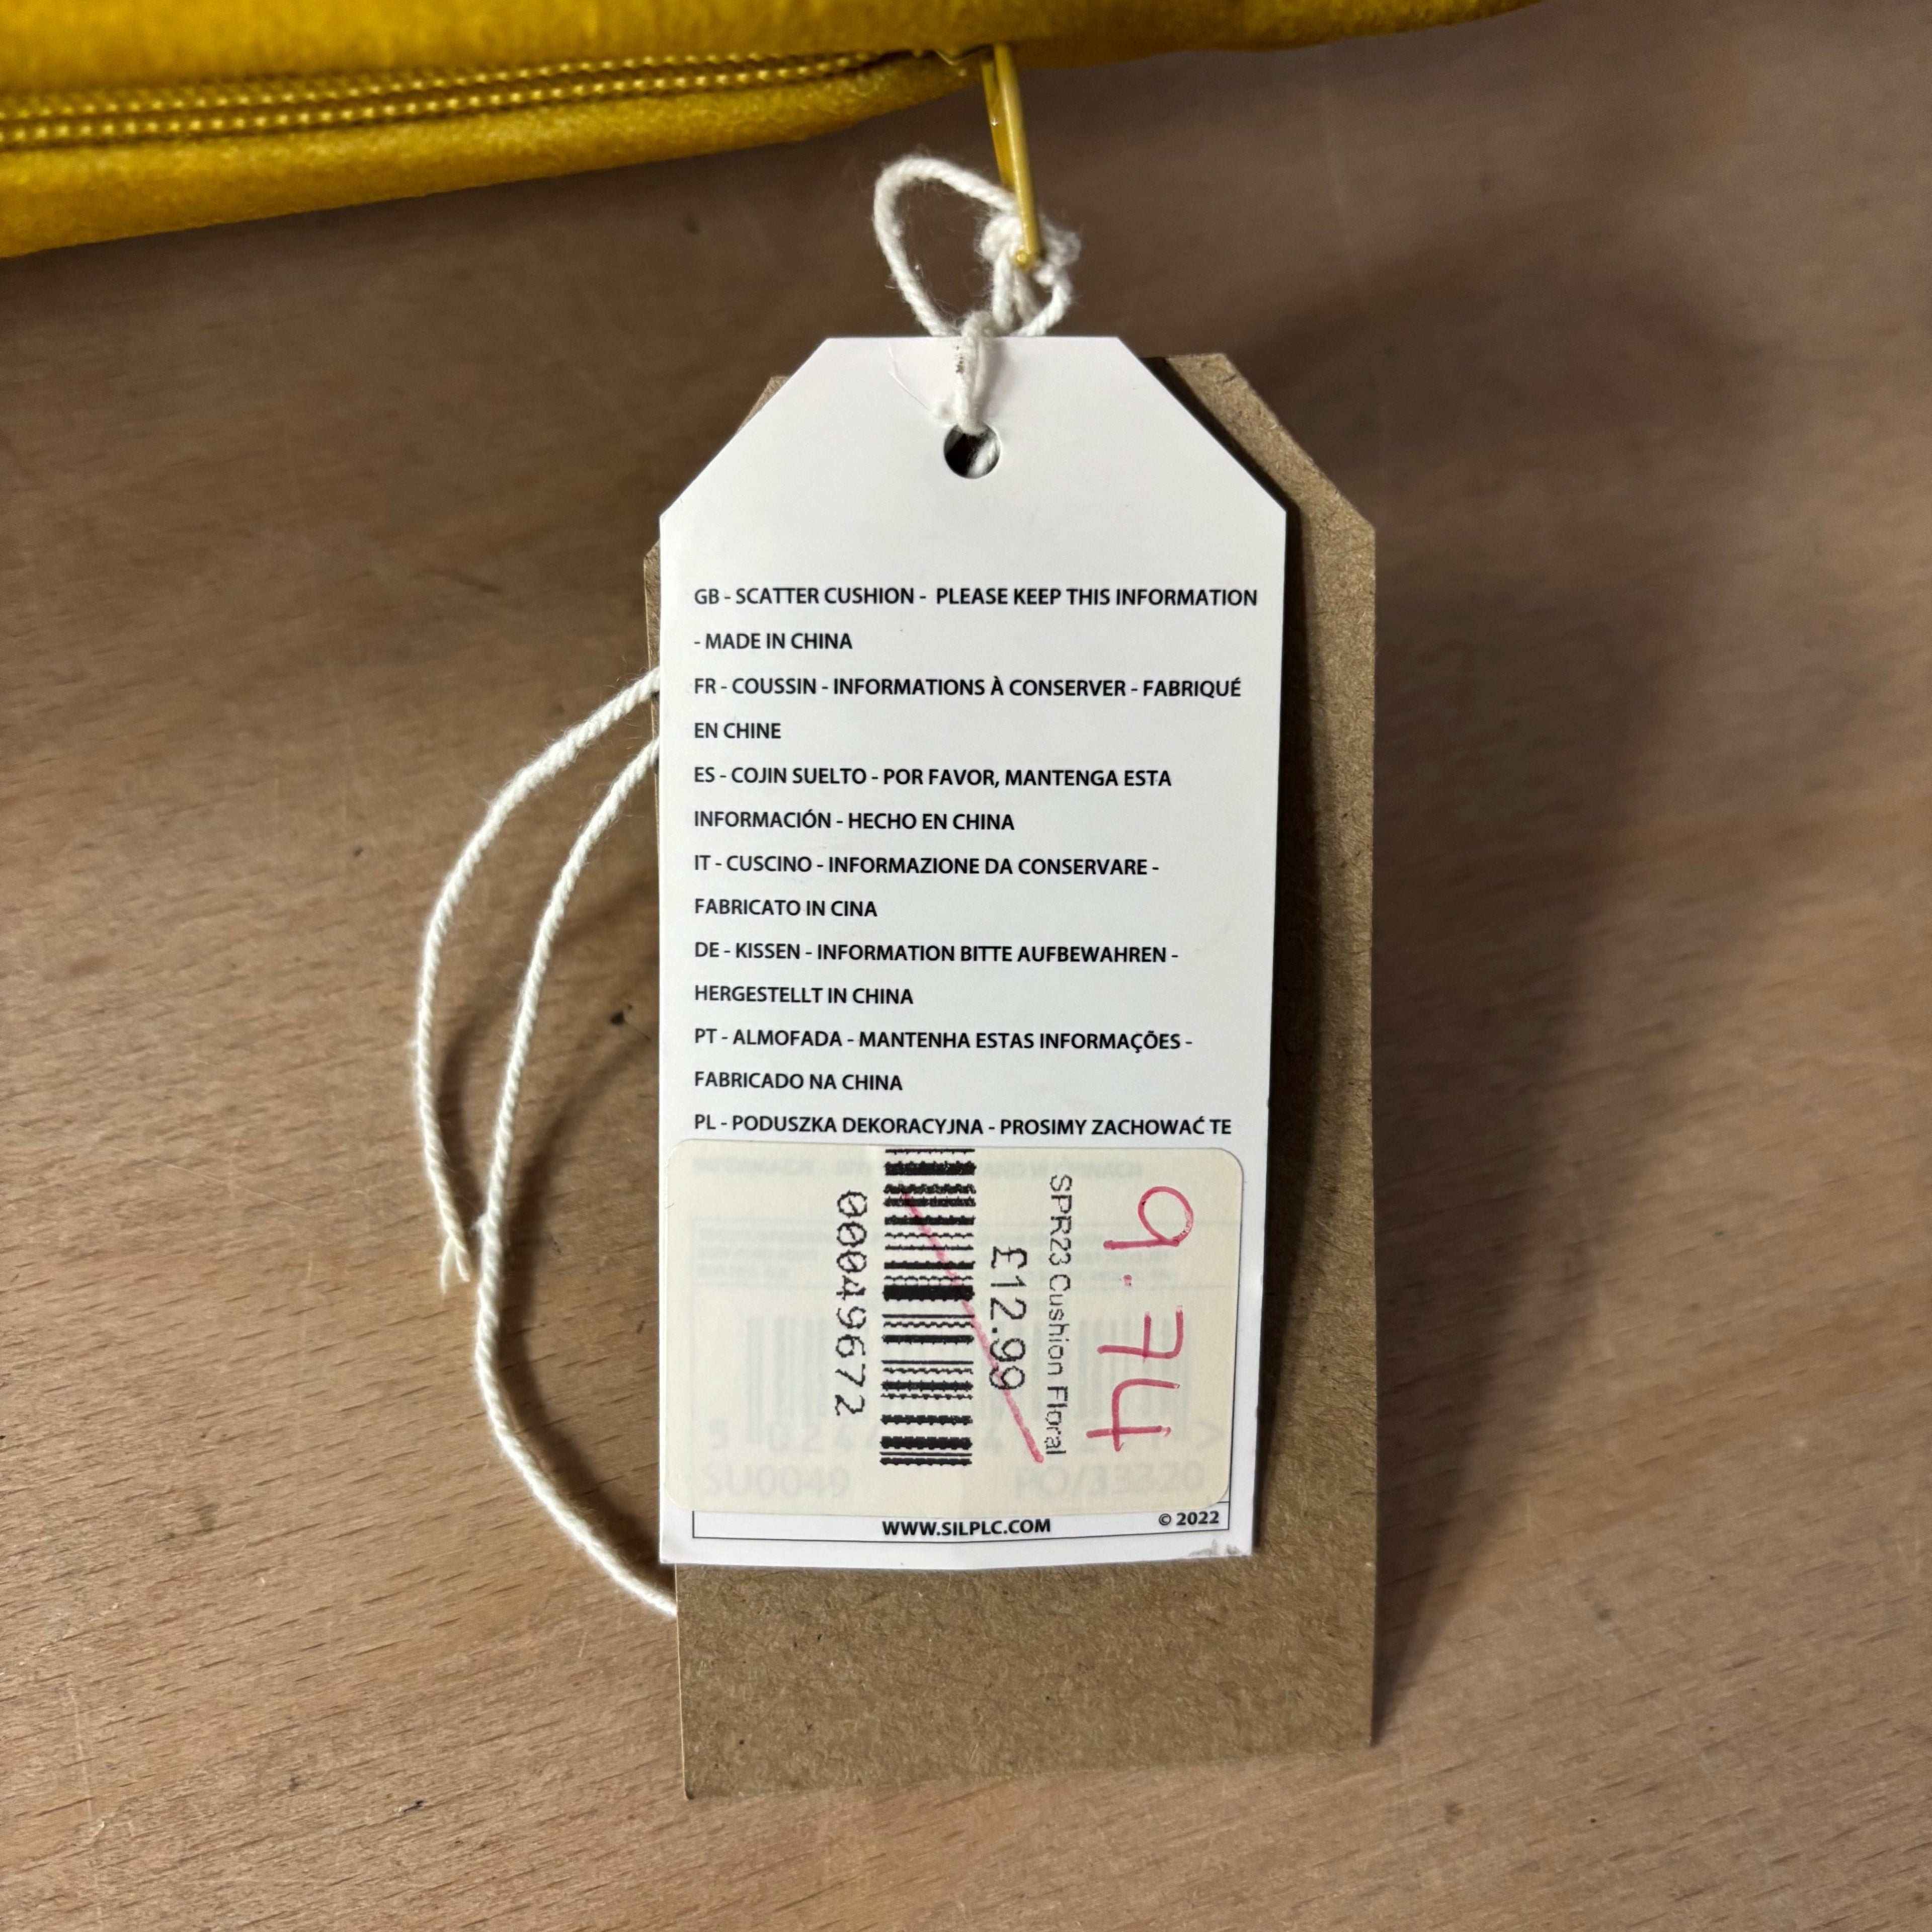 GB - SCATTER CUSHION - PLEASE KEEP THIS INFORMATION
- MADE IN CHINA
FR - COUSSIN - INFORMATIONS À CONSERVER - FABRIQUÉ
EN CHINE
ES - COJIN SUELTO - POR FAVOR, MANTENGA ESTA
INFORMACIÓN - HECHO EN CHINA
IT - CUSCINO - INFORMAZIONE DA CONSERVARE -
FABRICATO IN CINA
DE - KISSEN - INFORMATION BITTE AUFBEWAHREN -
HERGESTELLT IN CHINA
PT - ALMOFADA - MANTENHA ESTAS INFORMAÇÕES -
FABRICADO NA CHINA
PL - PODUSZKA DEKORACYJNA - PROSIMY ZACHOWAĆ TE
9.74
SPR23 Cushion Floral
£12.99
00049672
SU0049
PO/33320
WWW.SILPLC.COM
© 2022